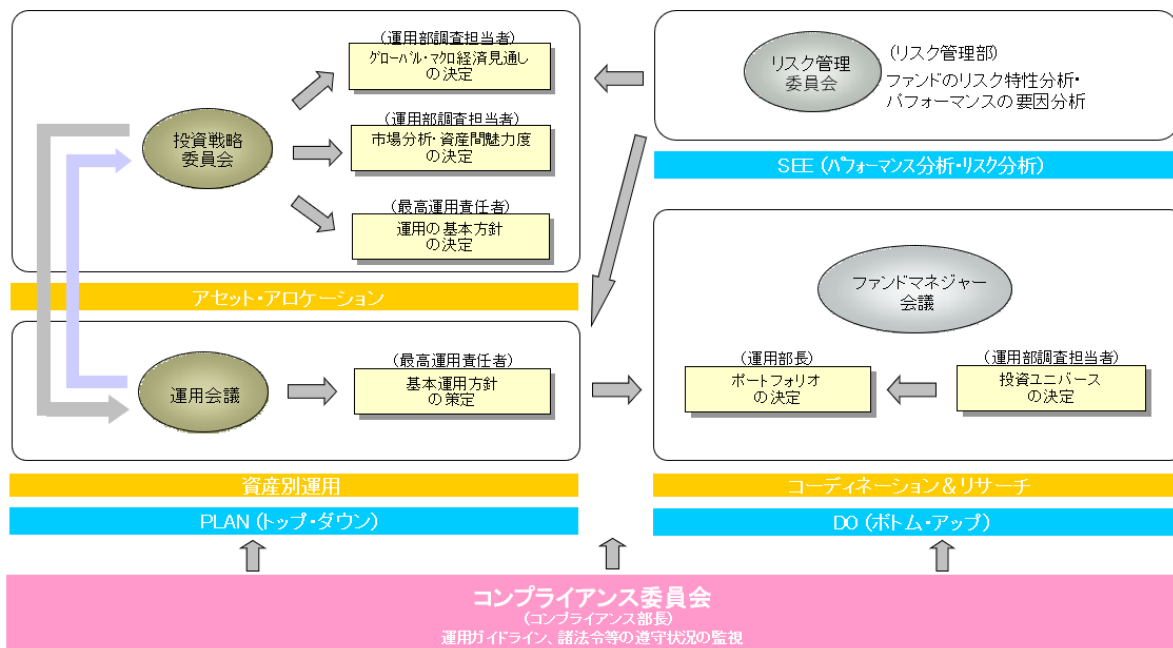 (運用部調査担当者)
グローバル・マクロ経済見通し
の決定
投資戦略
委員会
(運用部調査担当者)
市場分析・資産間魅力度
の決定
(最高運用責任者)
運用の基本方針
の決定
アセット・アロケーション
リスク管理
委員会
(リスク管理部)
ファンドのリスク特性分析・
パフォーマンスの要因分析
SEE (パフォーマンス分析・リスク分析)
運用会議
(最高運用責任者)
基本運用方針
の策定
資産別運用
PLAN (トップ・ダウン)
ファンドマネジャー
会議
(運用部長)
ポートフォリオ
の決定
(運用部調査担当者)
投資ユニバース
の決定
コーディネーション＆リサーチ
DO (ボトム・アップ)
コンプライアンス委員会
(コンプライアンス部長)
運用ガイドライン、諸法令等の遵守状況の監視